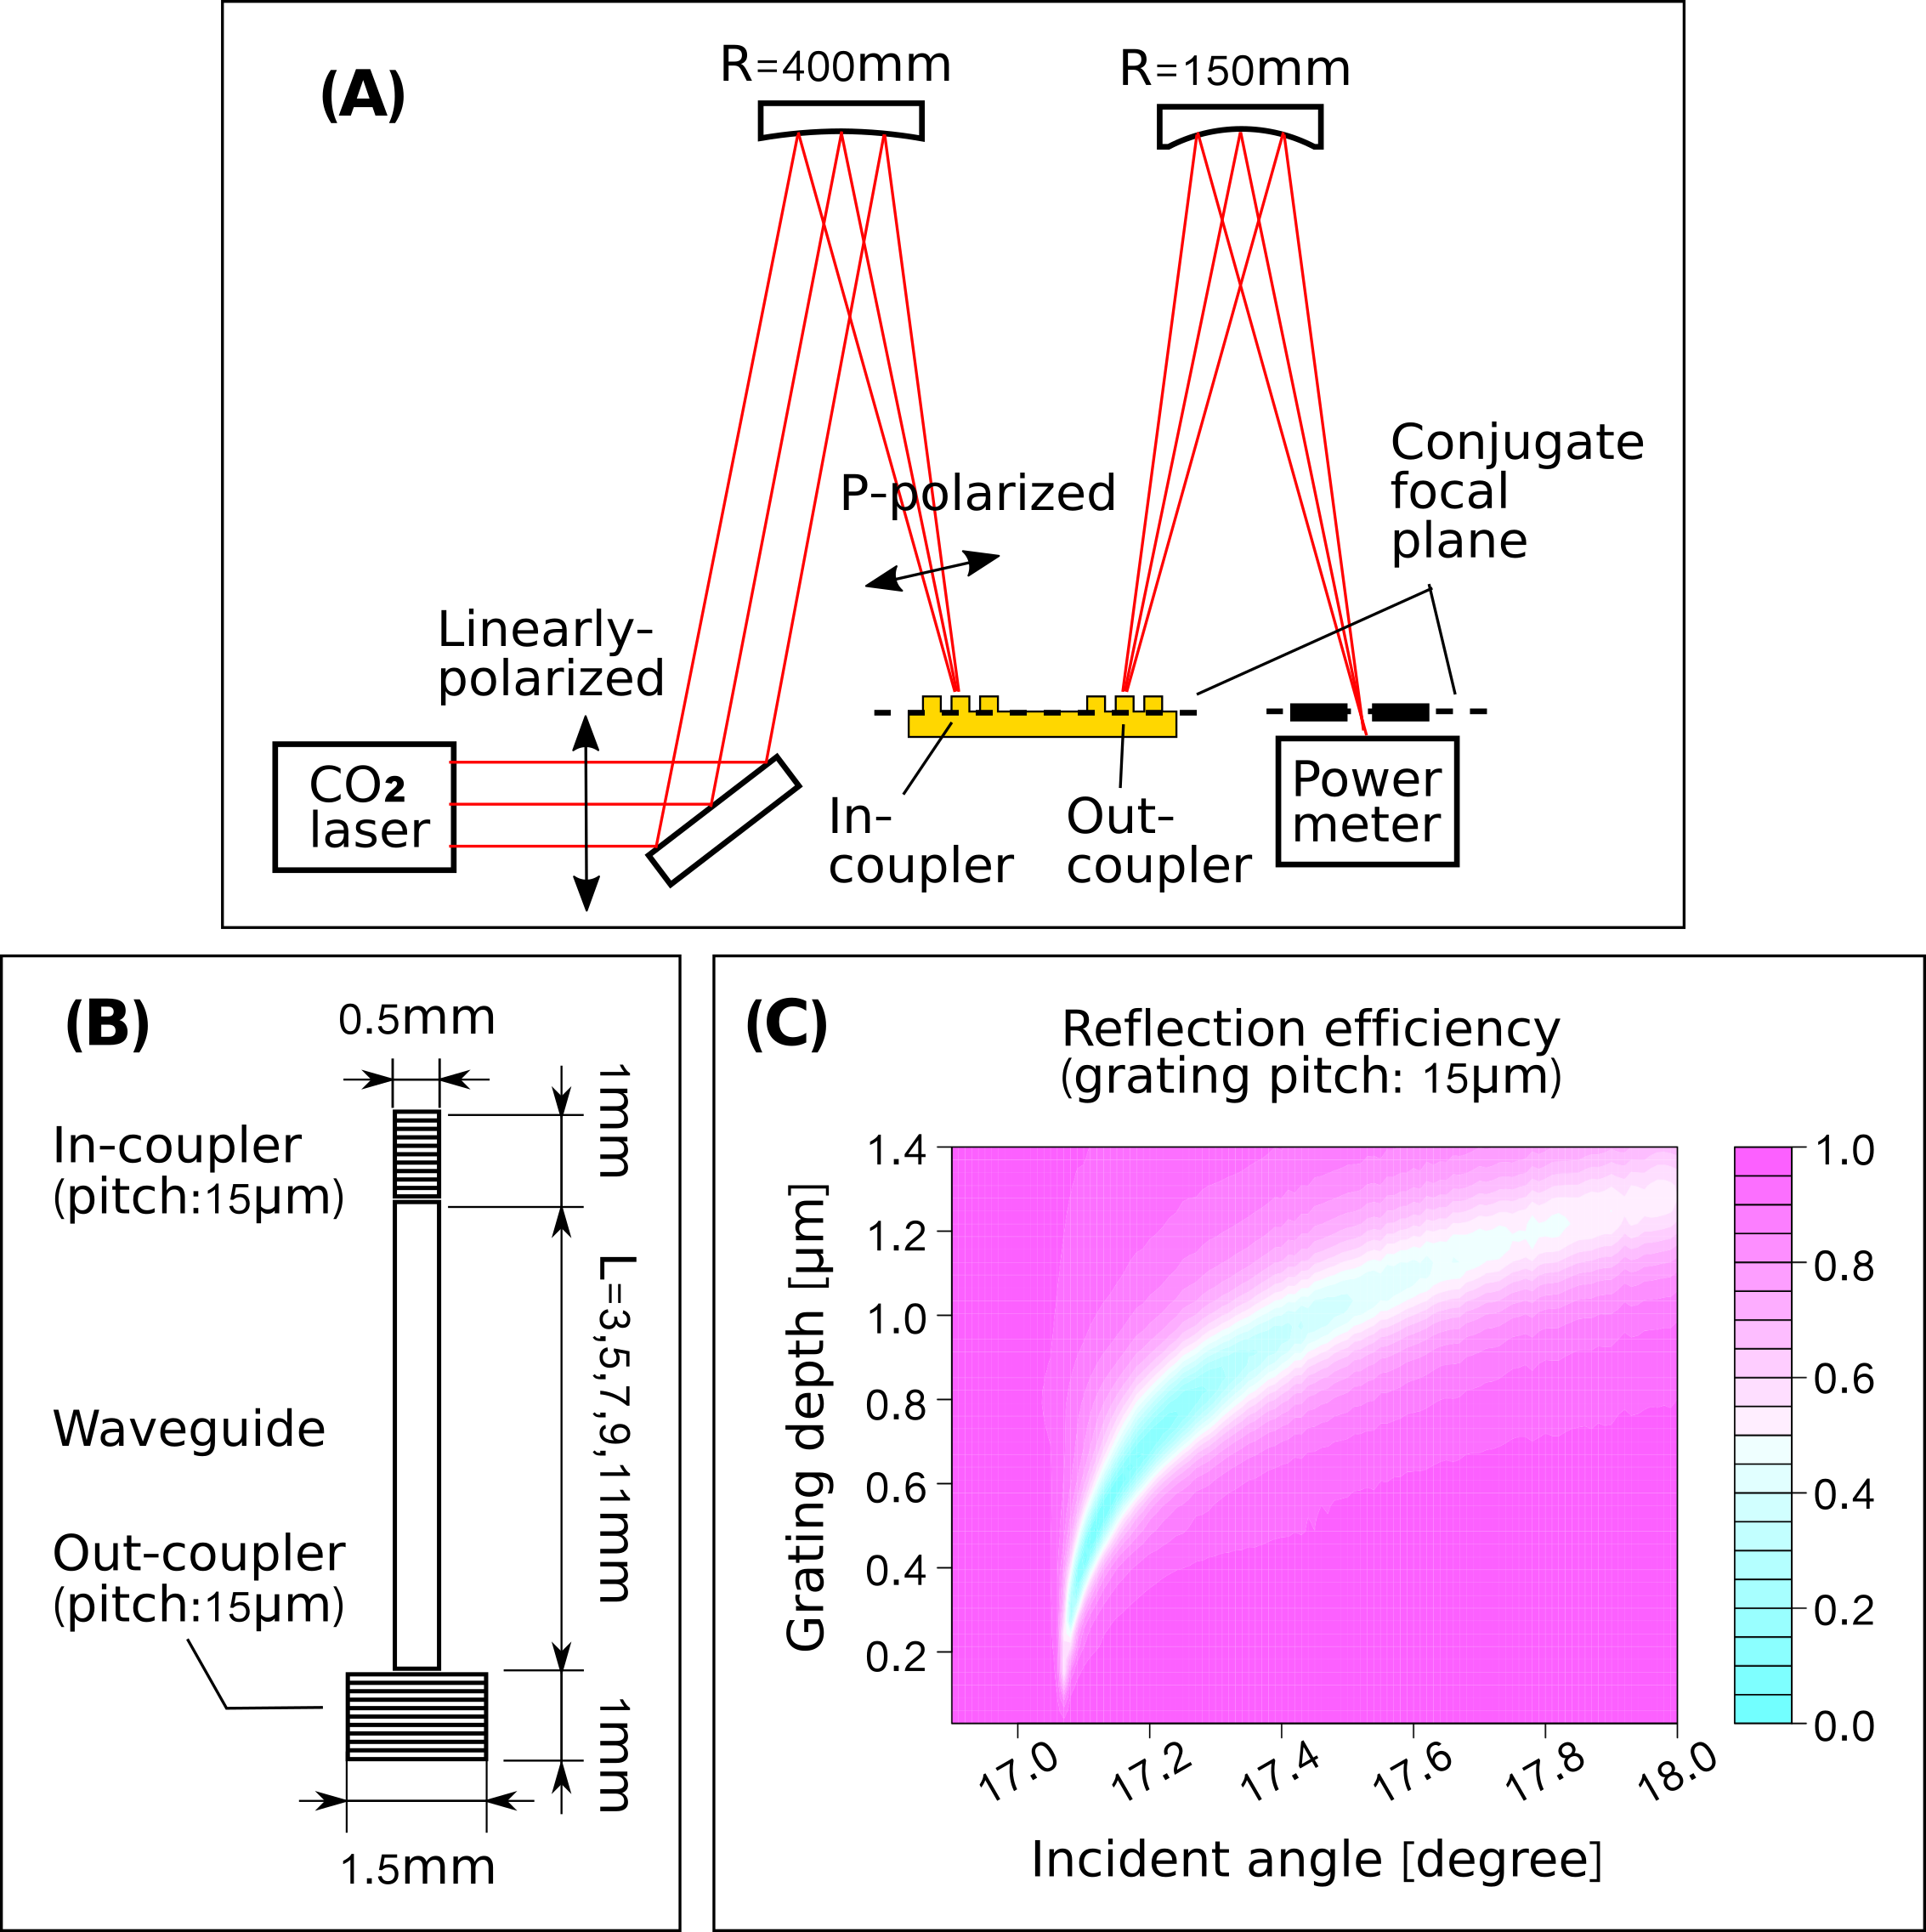 (A)
R=400mm
R=150mm
Conjugate
focal
plane
P-polarized
Linearly-
polarized
CO2
laser
In-
coupler
Out-
coupler
Power
meter
(B)
0.5mm
1mm
In-coupler
(pitch:15μm)
L=3,5,7,9,11mm
Waveguide
Out-coupler
(pitch:15μm)
1mm
1.5mm
(C)
Reflection efficiency
(grating pitch: 15μm)
Grating depth [μm]
1.4
1.2
1.0
0.8
0.6
0.4
0.2
17.0
17.2
17.4
17.6
17.8
18.0
Incident angle [degree]
1.0
0.8
0.6
0.4
0.2
0.0